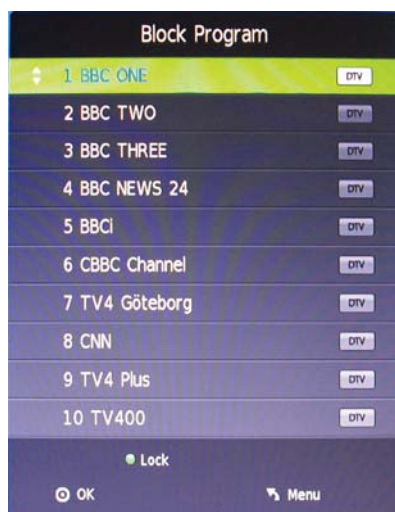 Block Program
1 BBC ONE DTV
2 BBC TWO DTV
3 BBC THREE DTV
4 BBC NEWS 24 DTV
5 BBCi DTV
6 CBBC Channel DTV
7 TV4 Göteborg DTV
8 CNN DTV
9 TV4 Plus DTV
10 TV400 DTV
Lock
OK Menu